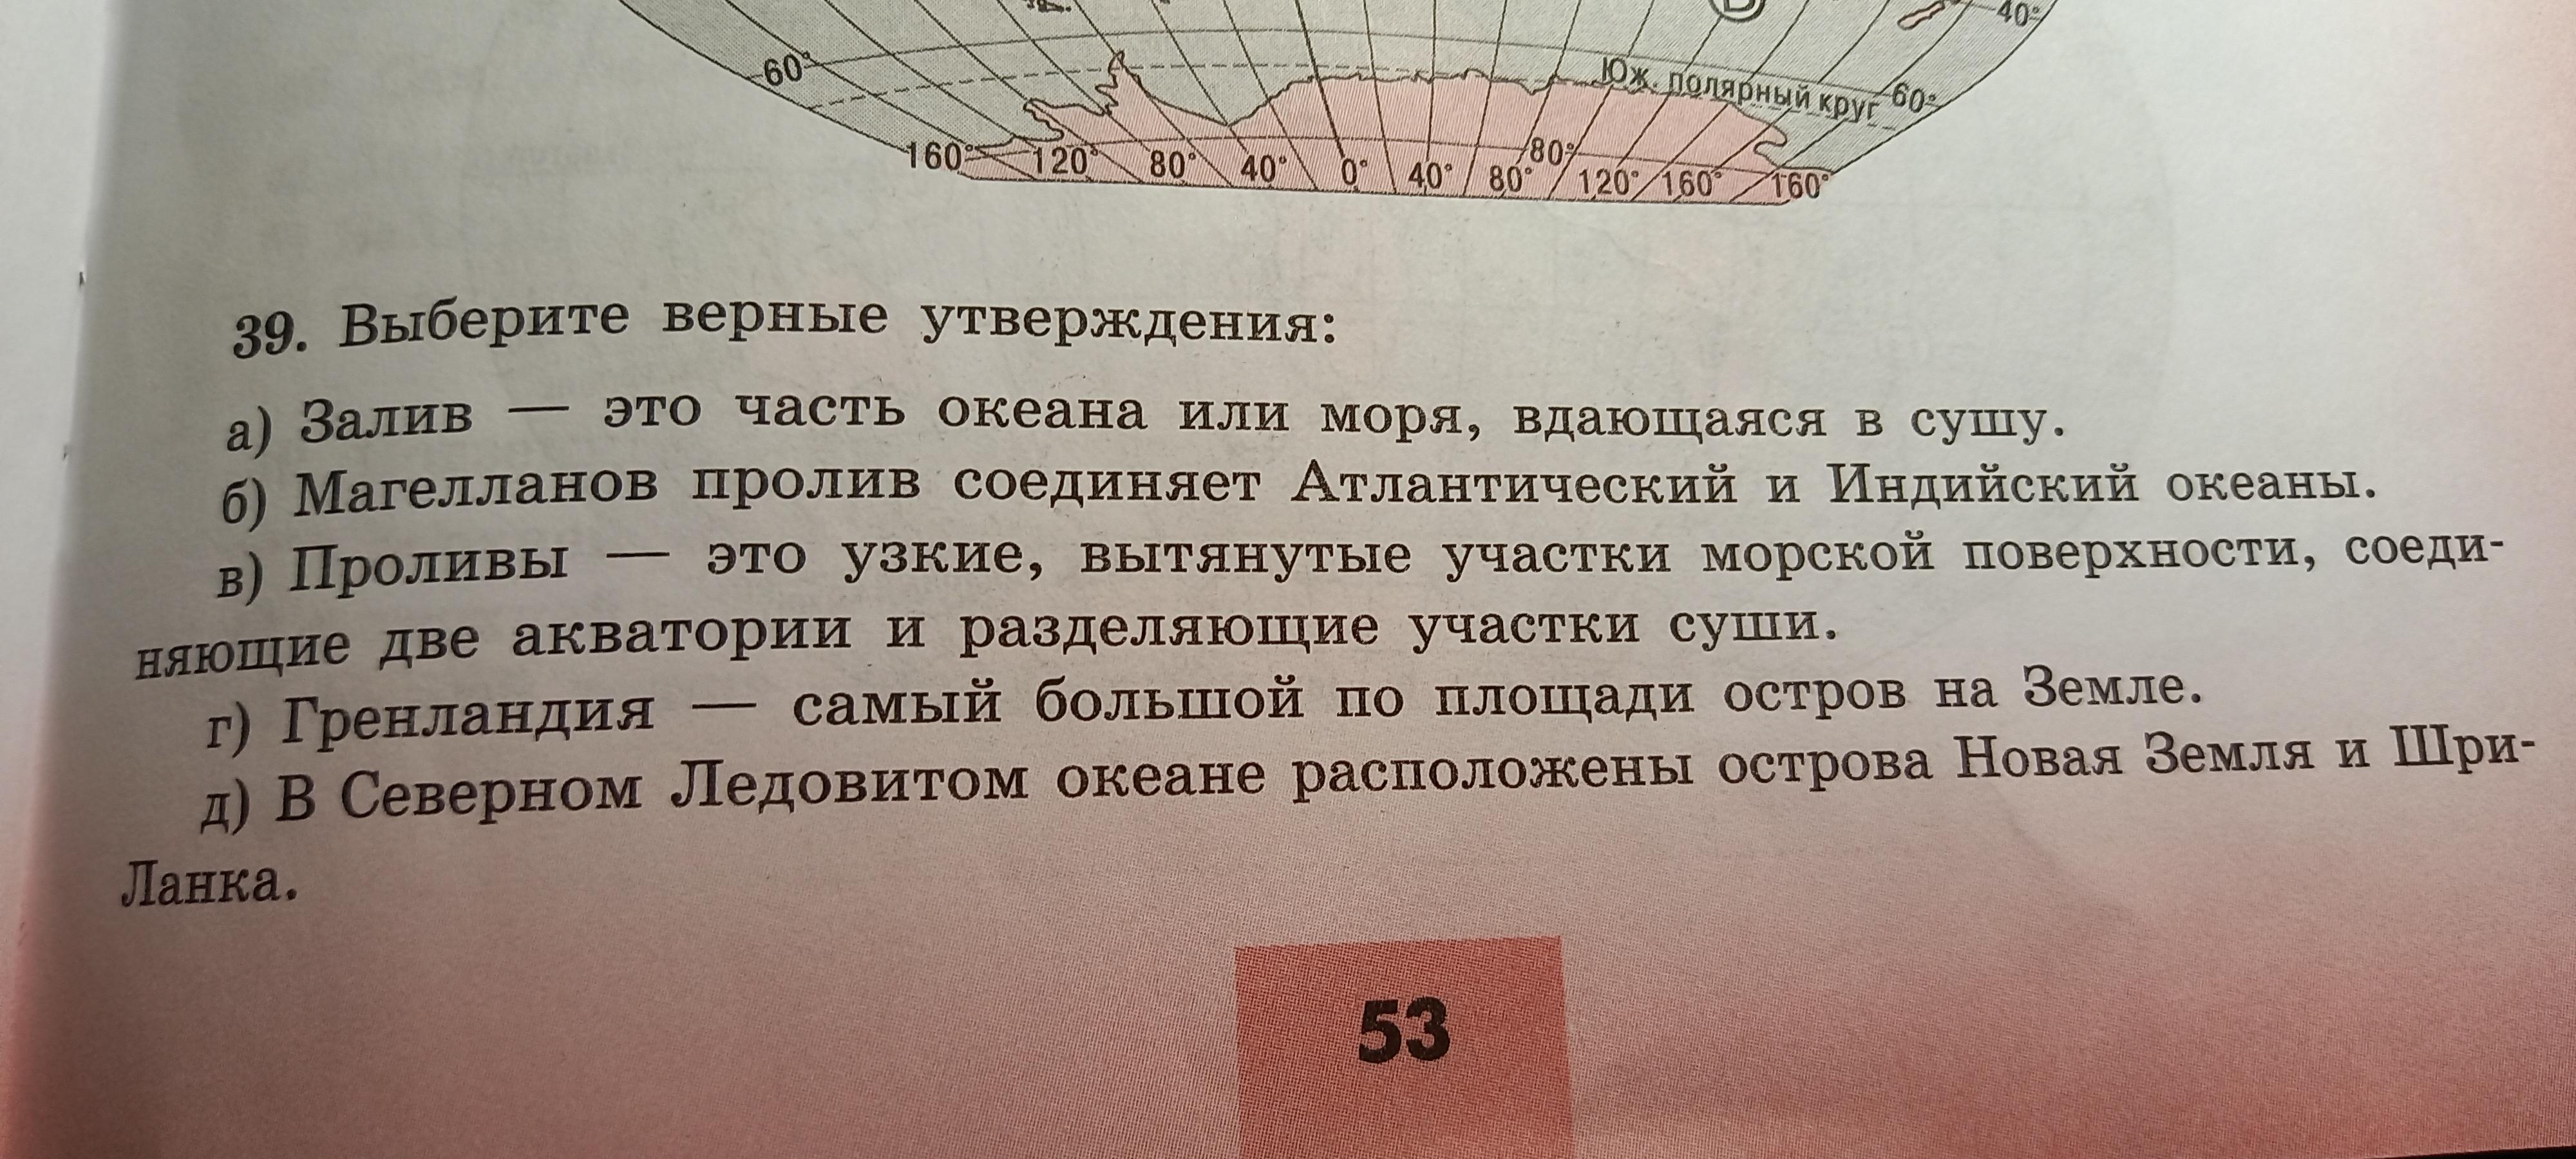 40°
60°
Юж. полярный круг 60°
160° 120° 80° 40° 0° 40° 80° 80° 120° 160° 160°
39. Выберите верные утверждения:
а) Залив — это часть океана или моря, вдающаяся в сушу.
б) Магелланов пролив соединяет Атлантический и Индийский океаны.
в) Проливы — это узкие, вытянутые участки морской поверхности, соеди-
няющие две акватории и разделяющие участки суши.
г) Гренландия — самый большой по площади остров на Земле.
д) В Северном Ледовитом океане расположены острова Новая Земля и Шри-
Ланка.
53